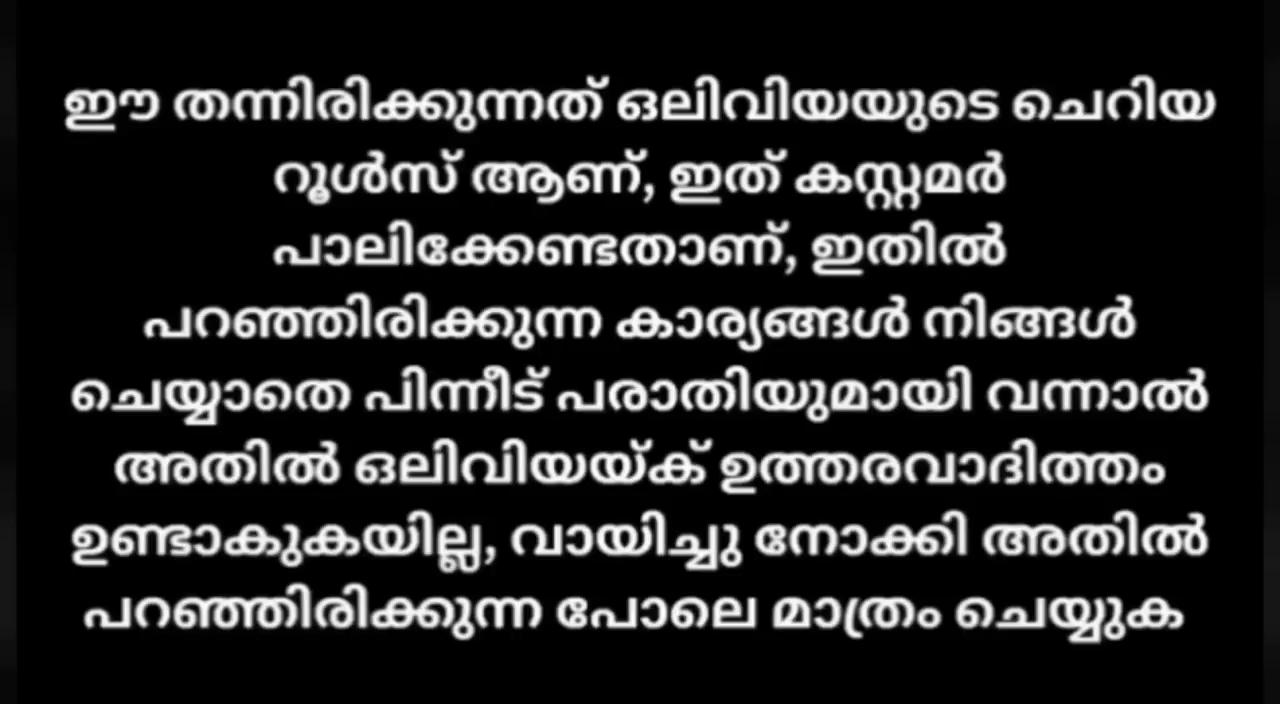 ഈ തന്നിരിക്കുന്നത് ഒലിവിയയുടെ ചെറിയ
റൂൾസ് ആണ്, ഇത് കസ്റ്റമർ
പാലിക്കേണ്ടതാണ്, ഇതിൽ
പറഞ്ഞിരിക്കുന്ന കാര്യങ്ങൾ നിങ്ങൾ
ചെയ്യാതെ പിന്നീട് പരാതിയുമായി വന്നാൽ
അതിൽ ഒലിവിയയ്ക് ഉത്തരവാദിത്തം
ഉണ്ടാകുകയില്ല, വായിച്ചു നോക്കി അതിൽ
പറഞ്ഞിരിക്കുന്ന പോലെ മാത്രം ചെയ്യുക